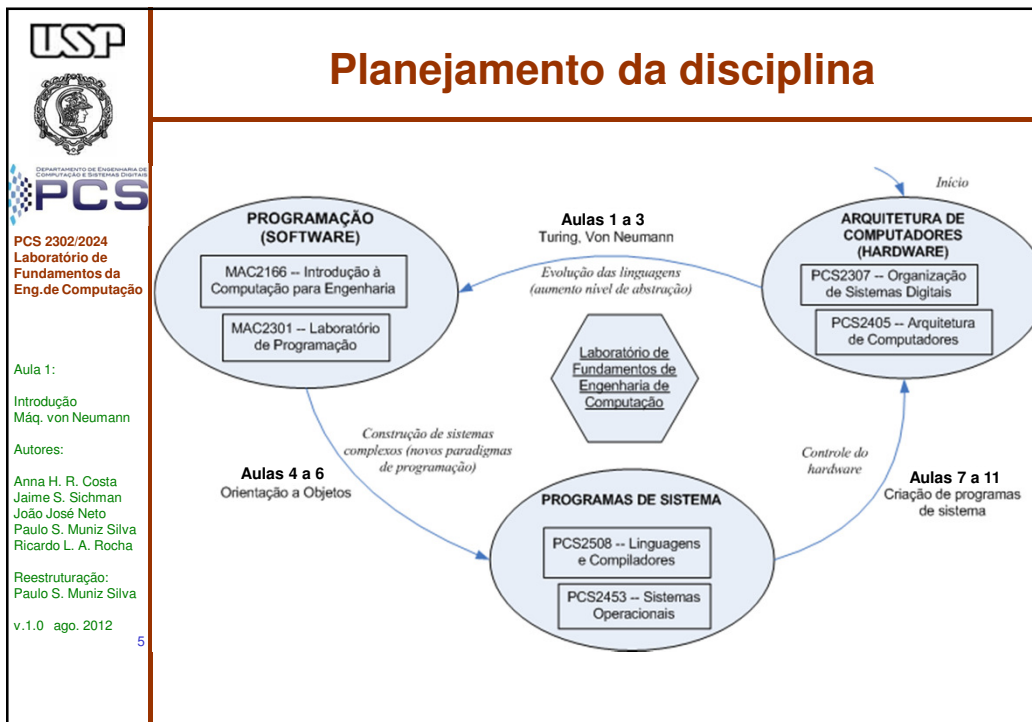 USP
DEPARTAMENTO DE ENGENHARIA DE
COMPUTAÇÃO E SISTEMAS DIGITAIS
PCS
PCS 2302/2024
Laboratório de
Fundamentos da
Eng.de Computação
Aula 1:
Introdução
Máq. von Neumann
Autores:
Anna H. R. Costa
Jaime S. Sichman
João José Neto
Paulo S. Muniz Silva
Ricardo L. A. Rocha
Reestruturação:
Paulo S. Muniz Silva
v.1.0 ago. 2012
5
Planejamento da disciplina
Início
PROGRAMAÇÃO
(SOFTWARE)
MAC2166 -- Introdução à
Computação para Engenharia
MAC2301 -- Laboratório
de Programação
Aulas 1 a 3
Turing, Von Neumann
Evolução das linguagens
(aumento nível de abstração)
ARQUITETURA DE
COMPUTADORES
(HARDWARE)
PCS2307 -- Organização
de Sistemas Digitais
PCS2405 -- Arquitetura
de Computadores
Laboratório de
Fundamentos de
Engenharia de
Computação
Construção de sistemas
complexos (novos paradigmas
de programação)
Aulas 4 a 6
Orientação a Objetos
Controle do
hardware
Aulas 7 a 11
Criação de programas
de sistema
PROGRAMAS DE SISTEMA
PCS2508 -- Linguagens
e Compiladores
PCS2453 -- Sistemas
Operacionais